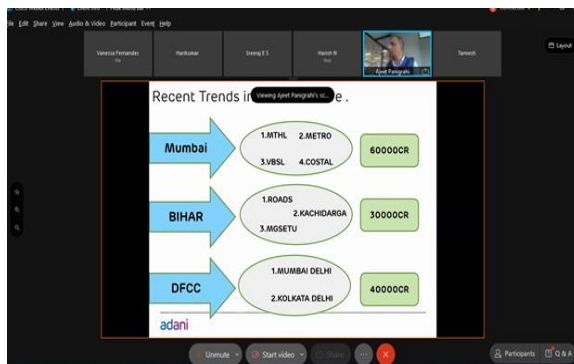 File Edit Share View Audio & Video Participant Event Help
Vanessa Fernandes
Harikumar
Sreeraj E S
Harish N
Tanmesh
Ajeet Panigrahi
Layout
Recent Trends in
Viewing Ajeet Panigrahi's sc...
e .
Mumbai
1.MTHL 2.METRO
3.VBSL 4.COSTAL
60000CR
BIHAR
1.ROADS
2.KACHIDARGA
3.MGSETU
30000CR
DFCC
1.MUMBAI DELHI
2.KOLKATA DELHI
40000CR
adani
Unmute
Start video
Share
Participants
Q & A